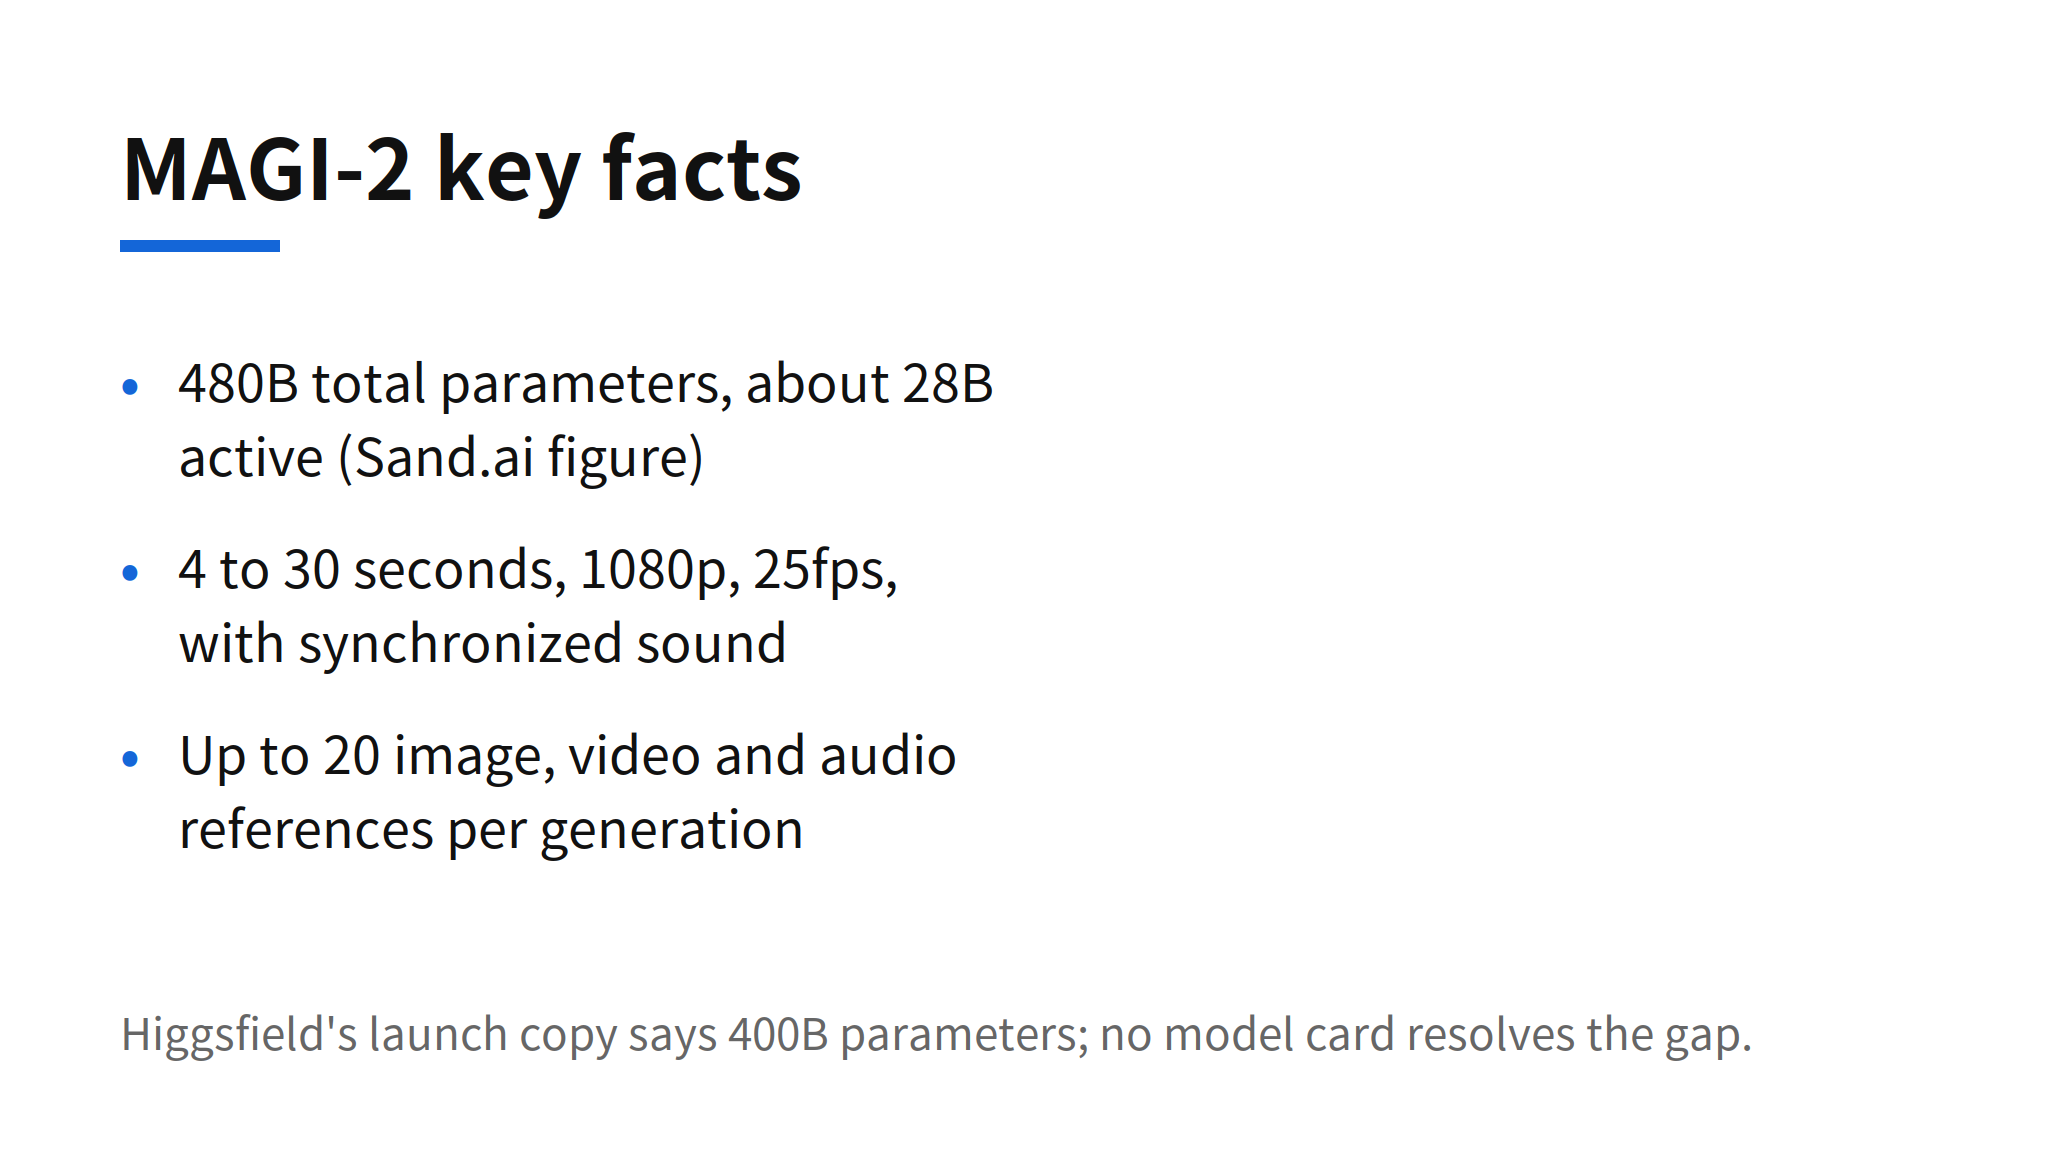 MAGI-2 key facts
• 480B total parameters, about 28B
active (Sand.ai figure)
• 4 to 30 seconds, 1080p, 25fps,
with synchronized sound
• Up to 20 image, video and audio
references per generation
Higgsfield's launch copy says 400B parameters; no model card resolves the gap.